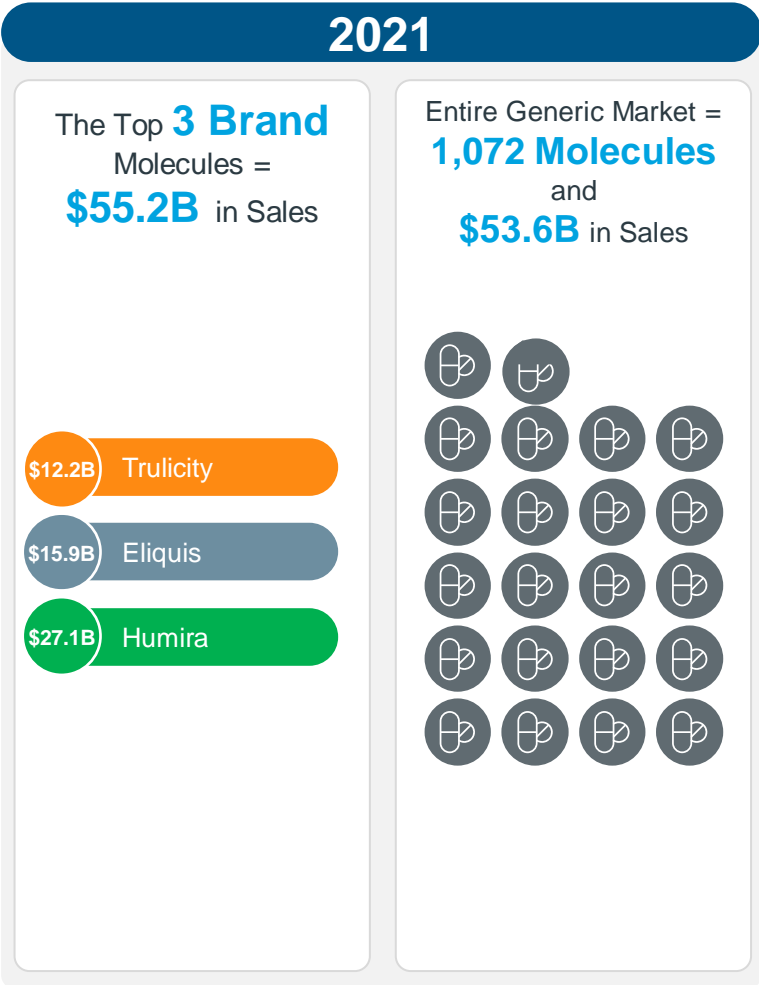 2021
The Top 3 Brand
Molecules =
$55.2B in Sales
$12.2B Trulicity
$15.9B Eliquis
$27.1B Humira
Entire Generic Market =
1,072 Molecules
and
$53.6B in Sales